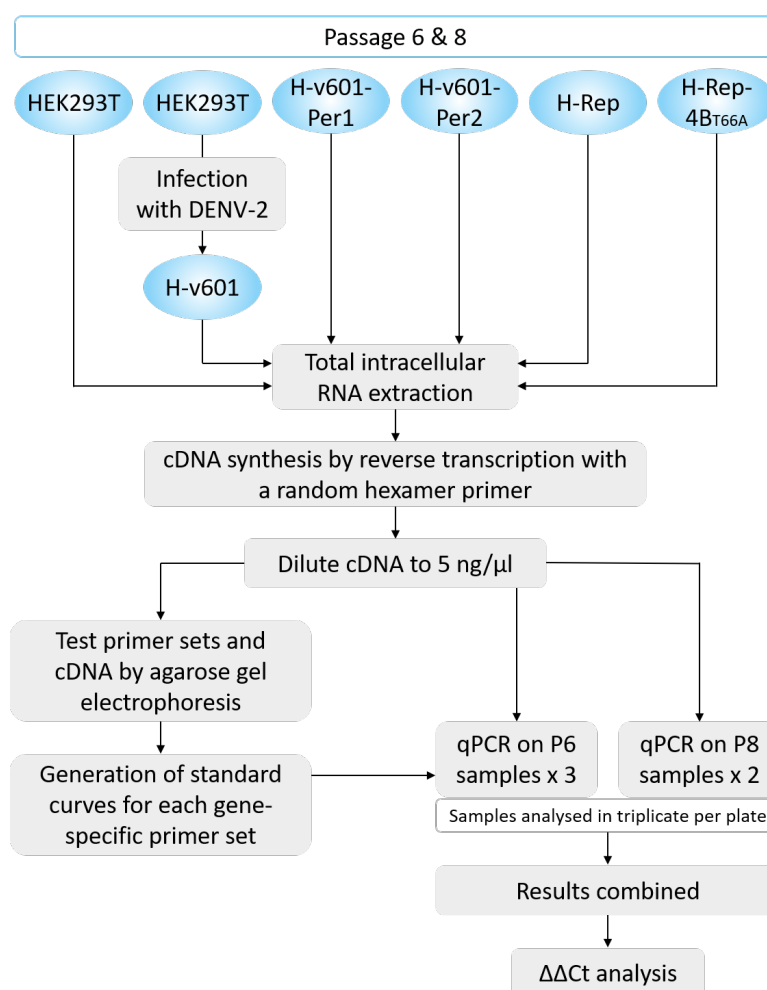 Passage 6 & 8
HEK293T
HEK293T
H-v601-
Per1
H-v601-
Per2
H-Rep
H-Rep-
4BT66A
Infection
with DENV-2
H-v601
Total intracellular
RNA extraction
cDNA synthesis by reverse transcription with
a random hexamer primer
Dilute cDNA to 5 ng/µl
Test primer sets and
cDNA by agarose gel
electrophoresis
Generation of standard
curves for each gene-
specific primer set
qPCR on P6
samples x 3
qPCR on P8
samples x 2
Samples analysed in triplicate per plate
Results combined
ΔΔCt analysis